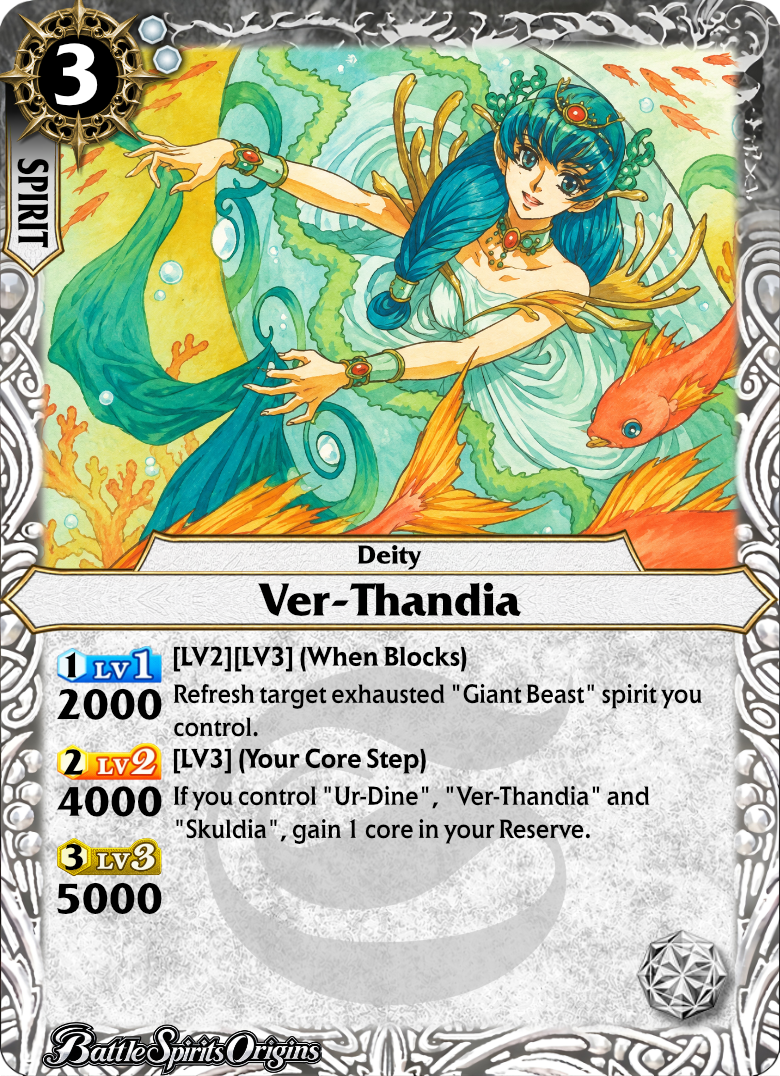 3
SPIRIT
Deity
Ver-Thandia
1 LV1
2000
[LV2][LV3] (When Blocks)
Refresh target exhausted "Giant Beast" spirit you
control.
2 LV2
4000
[LV3] (Your Core Step)
If you control "Ur-Dine", "Ver-Thandia" and
"Skuldia", gain 1 core in your Reserve.
3 LV3
5000
Battle Spirits Origins